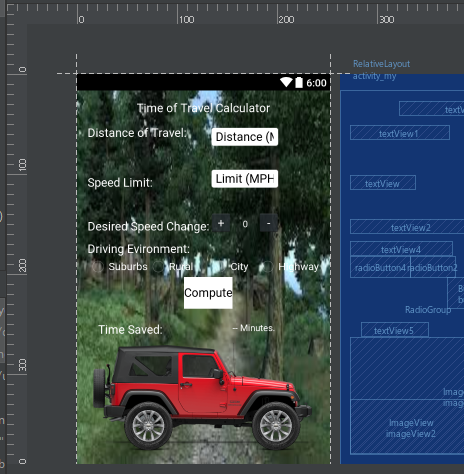 0 100 200 300
RelativeLayout
activity_my
0
6:00
Time of Travel Calculator
Distance of Travel: Distance (M
textView1
100
Speed Limit: Limit (MPH
textView
Desired Speed Change: + 0 -
textView2
Driving Evironment:
textView4
200
Suburbs Rural City Highway
radioButton4 radioButton2
Compute
RadioGroup
Time Saved: -- Minutes.
textView5
300
ImageView
imageView2